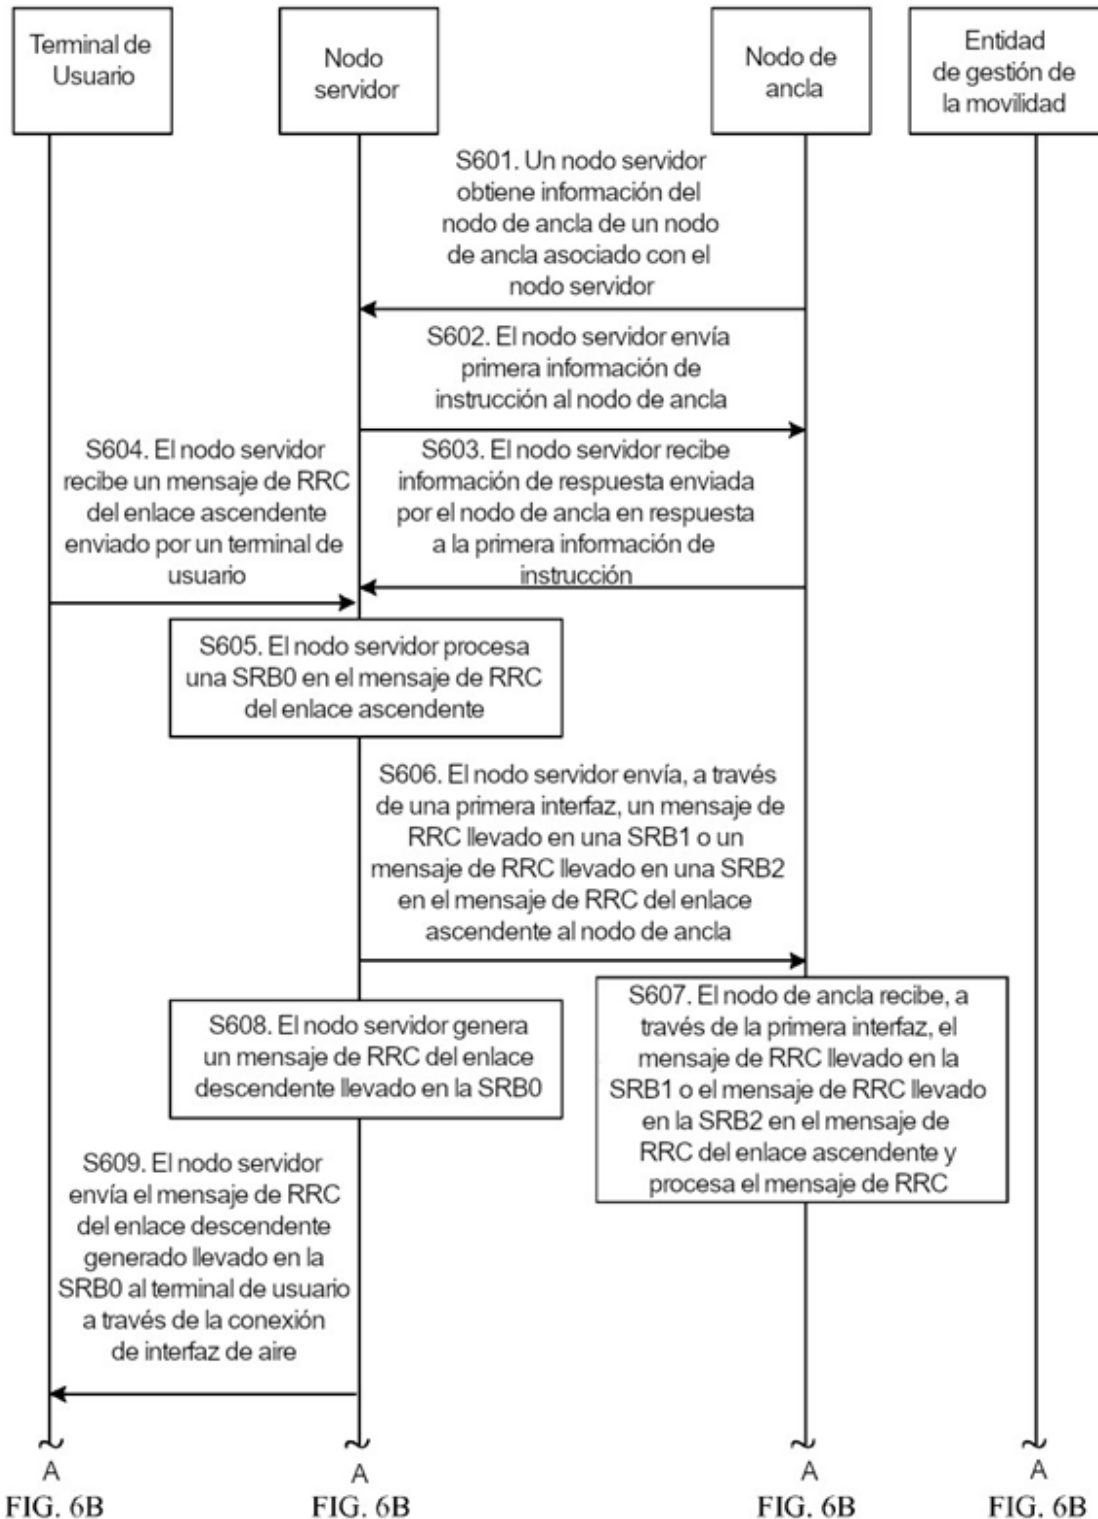 Terminal de
Usuario
Nodo
servidor
Nodo de
ancla
Entidad
de gestión de
la movilidad
S601. Un nodo servidor
obtiene información del
nodo de ancla de un nodo
de ancla asociado con el
nodo servidor
S602. El nodo servidor envía
primera información de
instrucción al nodo de ancla
S604. El nodo servidor
recibe un mensaje de RRC
del enlace ascendente
enviado por un terminal de
usuario
S603. El nodo servidor recibe
información de respuesta enviada
por el nodo de ancla en respuesta
a la primera información de
instrucción
S605. El nodo servidor procesa
una SRB0 en el mensaje de RRC
del enlace ascendente
S606. El nodo servidor envía, a través
de una primera interfaz, un mensaje de
RRC llevado en una SRB1 o un
mensaje de RRC llevado en una SRB2
en el mensaje de RRC del enlace
ascendente al nodo de ancla
S607. El nodo de ancla recibe, a
través de la primera interfaz, el
mensaje de RRC llevado en la
SRB1 o el mensaje de RRC llevado
en la SRB2 en el mensaje de
RRC del enlace ascendente y
procesa el mensaje de RRC
S608. El nodo servidor genera
un mensaje de RRC del enlace
descendente llevado en la SRB0
S609. El nodo servidor
envía el mensaje de RRC
del enlace descendente
generado llevado en la
SRB0 al terminal de usuario
a través de la conexión
de interfaz de aire
A
FIG. 6B
A
FIG. 6B
A
FIG. 6B
A
FIG. 6B